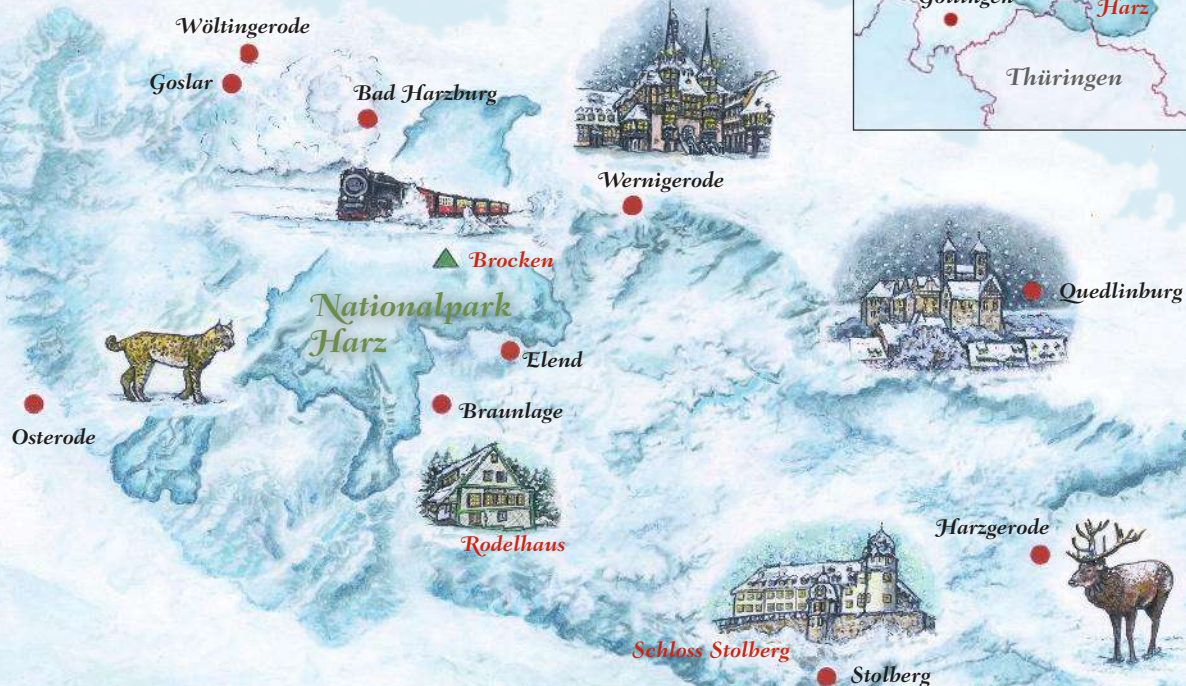 Göttingen
Harz
Thüringen
Wöltingerode
Goslar
Bad Harzburg
Wernigerode
Brocken
Quedlinburg
Nationalpark
Harz
Elend
Braunlage
Osterode
Rodelhaus
Harzgerode
Schloss Stolberg
Stolberg